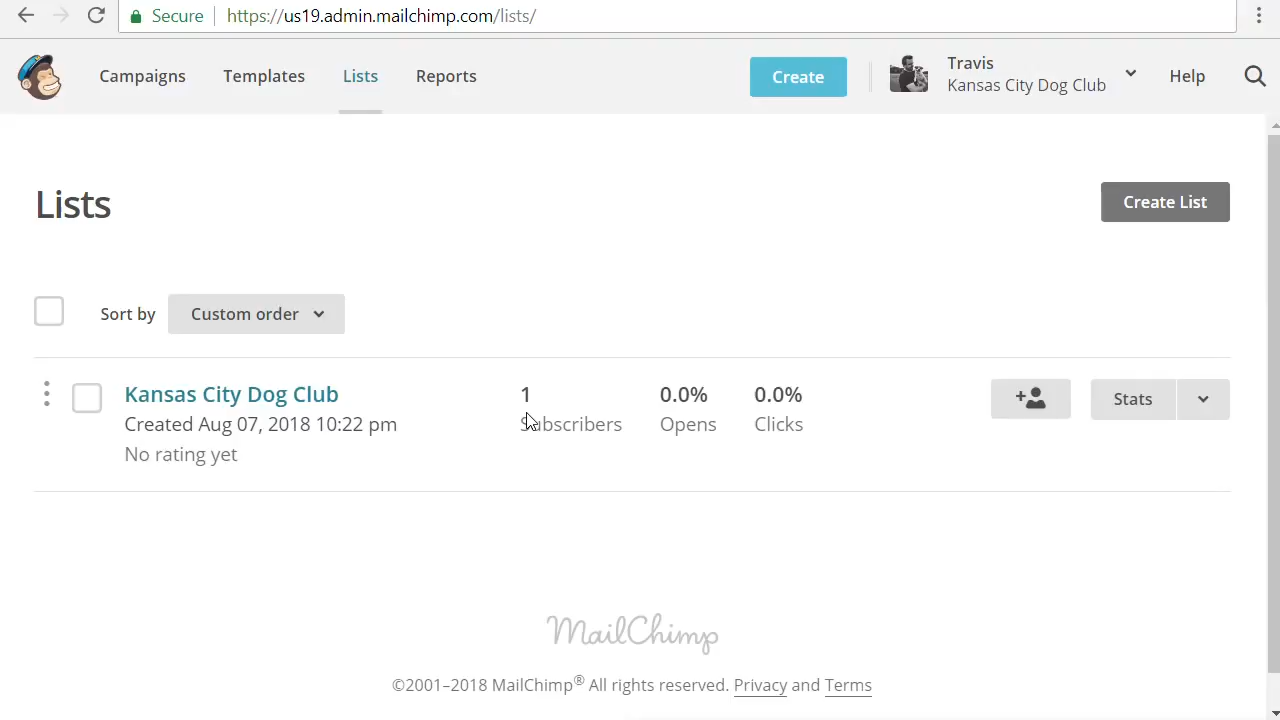 Secure https://us19.admin.mailchimp.com/lists/
Campaigns Templates Lists Reports Create Travis Help
Kansas City Dog Club
Lists
Create List
Sort by Custom order
Kansas City Dog Club 1 0.0% 0.0% Stats
Created Aug 07, 2018 10:22 pm Subscribers Opens Clicks
No rating yet
MailChimp
©2001–2018 MailChimp® All rights reserved. Privacy and Terms